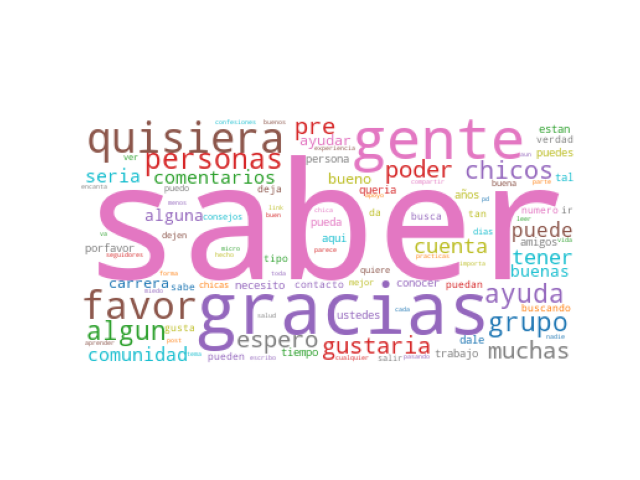 confesiones buenos
quisiera pre gente estan
ayudar verdad
experiencia
ver personas persona aun puedes
seria comentarios bueno poder chicos tal
encanta puedo deja queria compartir buena parte
saber
menos link apoyo años pd
alguna consejos buen chica da busca tan numero ir
va pueda dias leer puede
porfavor dejen micro aqui cuenta amigos vida
seguidores hecho parece practicas tener
tipo importa
forma toda quiere buenas
carrera sabe chicas necesito contacto mejor conocer puedan
miedo
favor gracias ayuda
salud ustedes cada buscando
algun gusta grupo
aprender post espero gustaria dale nadie
comunidad tema pueden tiempo salir trabajo muchas
escribo cualquier pasando